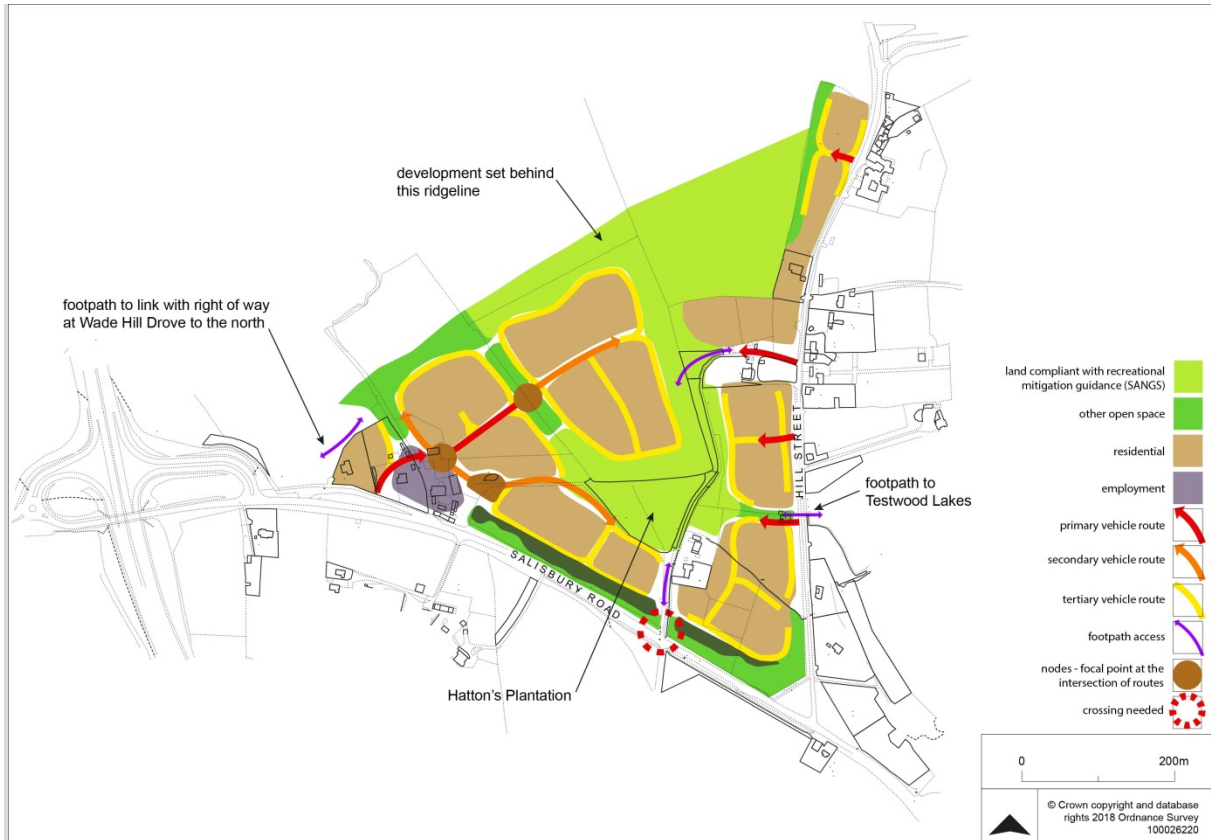 development set behind
this ridgeline
footpath to link with right of way
at Wade Hill Drove to the north
HILL STREET
footpath to
Testwood Lakes
SALISBURY ROAD
Hatton's Plantation
land compliant with recreational
mitigation guidance (SANGS)
other open space
residential
employment
primary vehicle route
secondary vehicle route
tertiary vehicle route
footpath access
nodes - focal point at the
intersection of routes
crossing needed
0 200m
© Crown copyright and database
rights 2018 Ordnance Survey
100026220